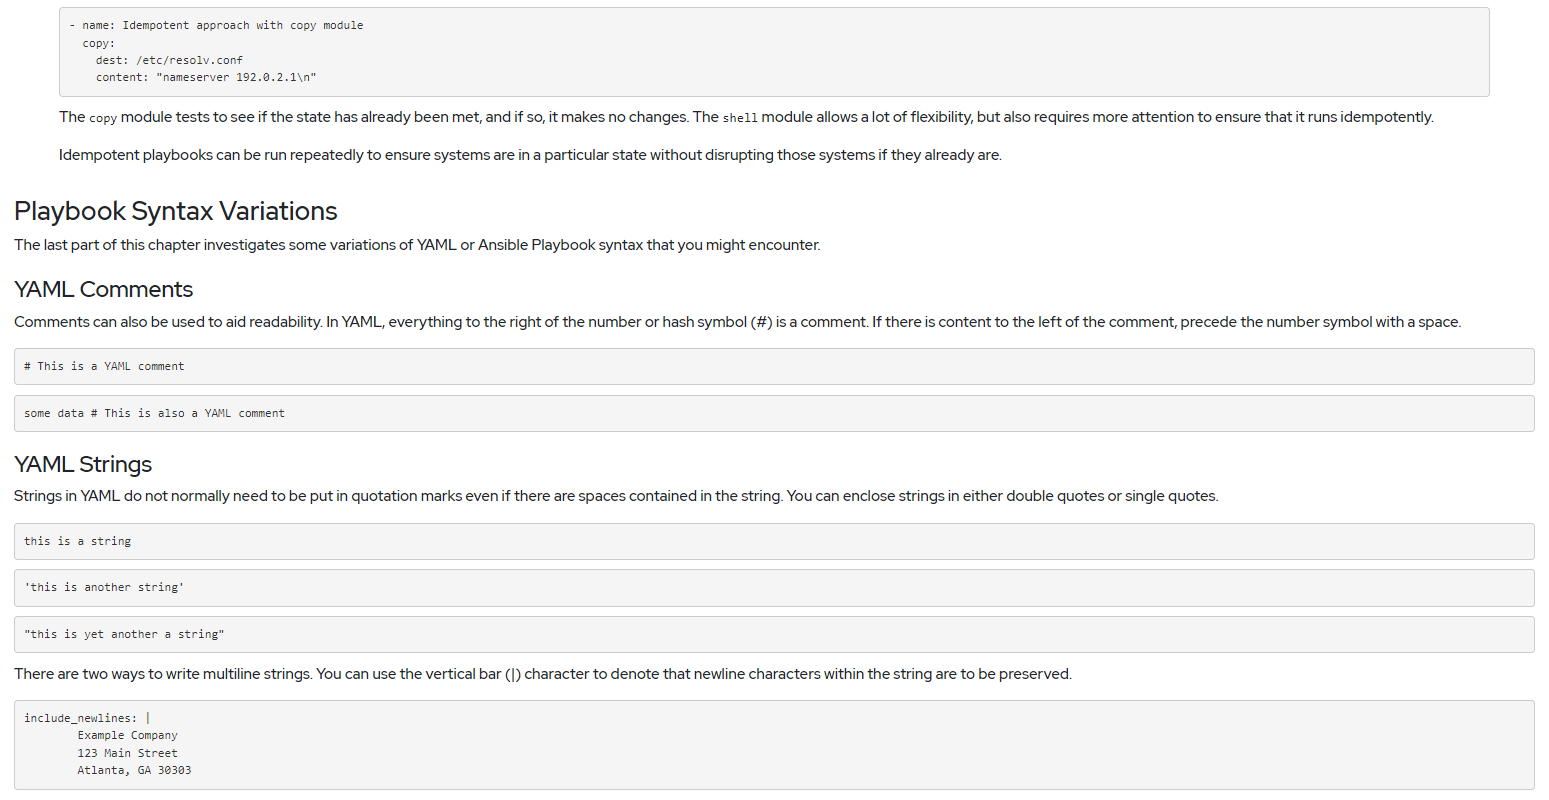 - name: Idempotent approach with copy module
  copy:
    dest: /etc/resolv.conf
    content: "nameserver 192.0.2.1\n"
The copy module tests to see if the state has already been met, and if so, it makes no changes. The shell module allows a lot of flexibility, but also requires more attention to ensure that it runs idempotently.
Idempotent playbooks can be run repeatedly to ensure systems are in a particular state without disrupting those systems if they already are.
Playbook Syntax Variations
The last part of this chapter investigates some variations of YAML or Ansible Playbook syntax that you might encounter.
YAML Comments
Comments can also be used to aid readability. In YAML, everything to the right of the number or hash symbol (#) is a comment. If there is content to the left of the comment, precede the number symbol with a space.
# This is a YAML comment
some data # This is also a YAML comment
YAML Strings
Strings in YAML do not normally need to be put in quotation marks even if there are spaces contained in the string. You can enclose strings in either double quotes or single quotes.
this is a string
'this is another string'
"this is yet another a string"
There are two ways to write multiline strings. You can use the vertical bar (|) character to denote that newline characters within the string are to be preserved.
include_newlines: |
        Example Company
        123 Main Street
        Atlanta, GA 30303